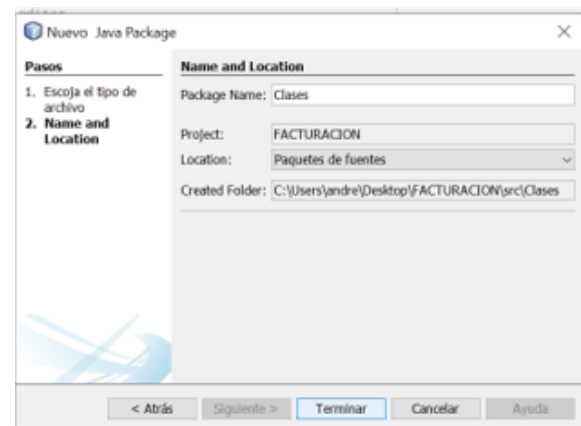 Nuevo Java Package
Pasos
1. Escoja el tipo de
archivo
2. Name and
Location
Name and Location
Package Name: Clases
Project: FACTURACION
Location: Paquetes de fuentes
Created Folder: C:\Users\andre\Desktop\FACTURACION\src\Clases
< Atrás Siguiente > Terminar Cancelar Ayuda